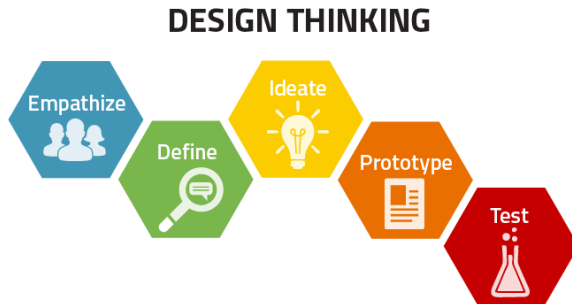 DESIGN THINKING
Empathize
Define
Ideate
Prototype
Test